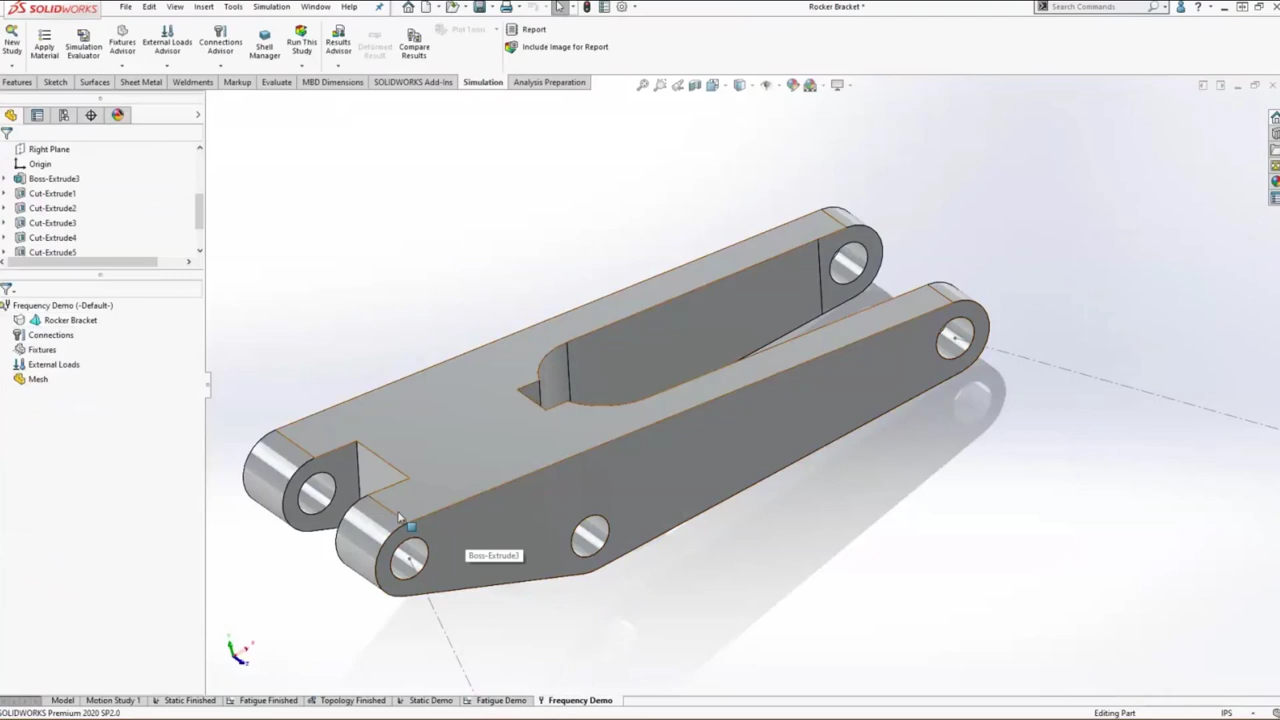 SOLIDWORKS
File
Edit
View
Insert
Tools
Simulation
Window
Help
Rocker Bracket *
Search Commands
New Study
Apply Material
Simulation Evaluator
Fixtures Advisor
External Loads Advisor
Connections Advisor
Shell Manager
Run This Study
Results Advisor
Deformed Result
Compare Results
Plot Tools
Report
Include Image for Report
Features
Sketch
Surfaces
Sheet Metal
Weldments
Markup
Evaluate
MBD Dimensions
SOLIDWORKS Add-Ins
Simulation
Analysis Preparation
Right Plane
Origin
Boss-Extrude3
Cut-Extrude1
Cut-Extrude2
Cut-Extrude3
Cut-Extrude4
Cut-Extrude5
Frequency Demo (-Default-)
Rocker Bracket
Connections
Fixtures
External Loads
Mesh
Boss-Extrude3
Model
Motion Study 1
Static Finished
Fatigue Finished
Topology Finished
Static Demo
Fatigue Demo
Frequency Demo
SOLIDWORKS Premium 2020 SP2.0
Editing Part
IPS